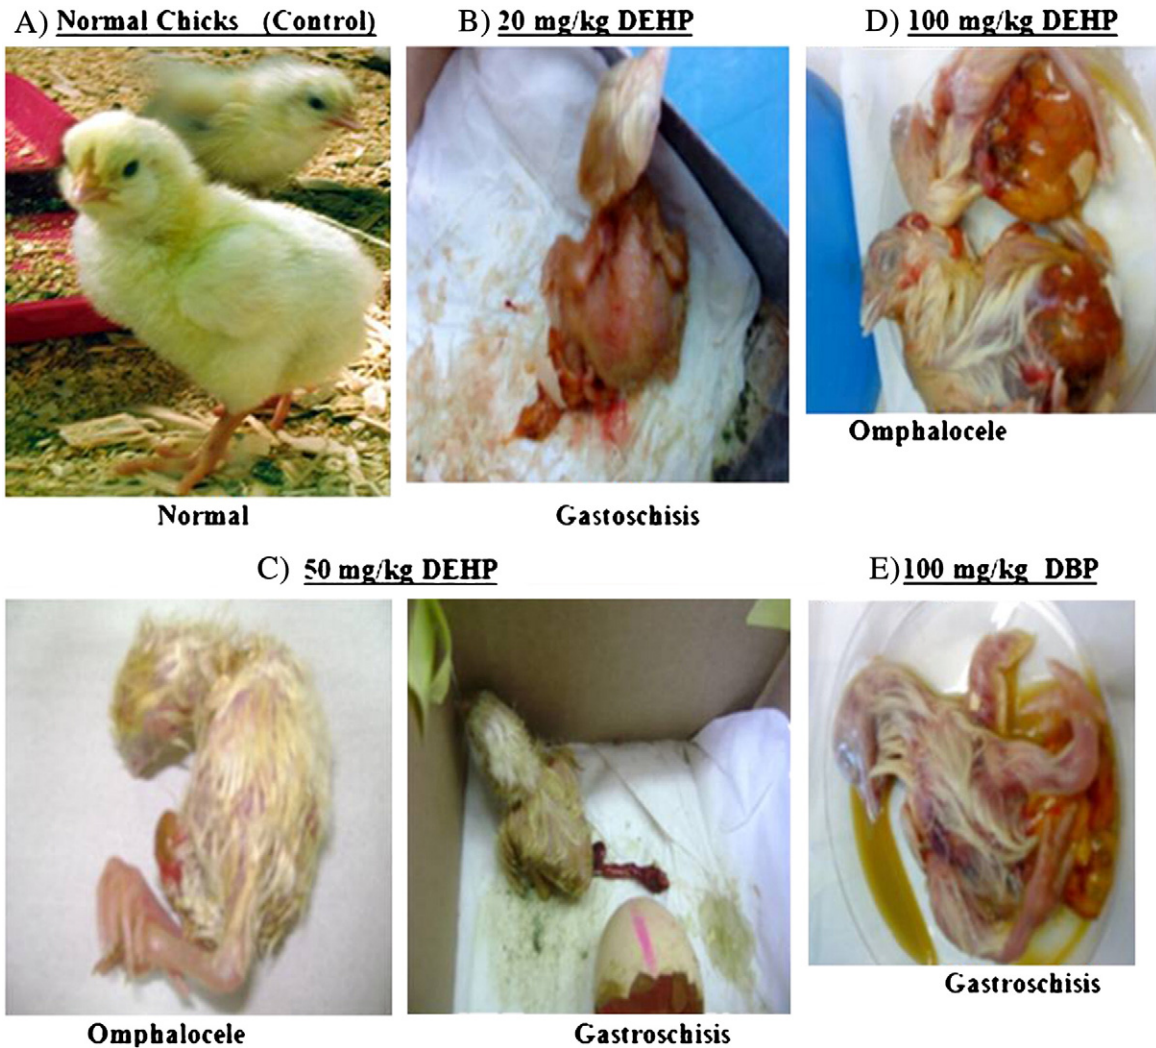 A) Normal Chicks (Control)
B) 20 mg/kg DEHP
D) 100 mg/kg DEHP
Omphalocele
Normal
Gastoschisis
C) 50 mg/kg DEHP
E) 100 mg/kg DBP
Omphalocele
Gastroschisis
Gastroschisis